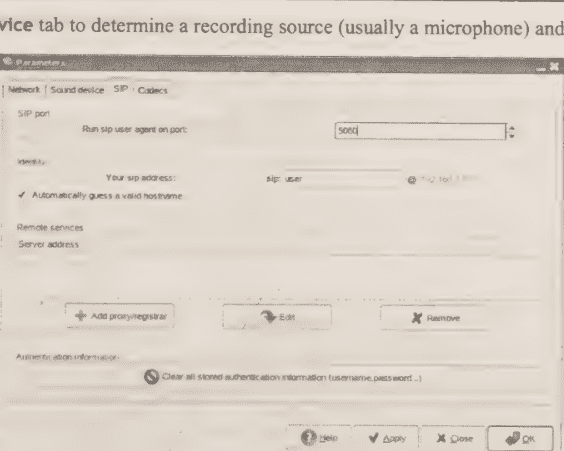 vice tab to determine a recording source (usually a microphone) and
Parameters
Network Sound device SIP Codecs
SIP port
Run sip user agent on port: 5060
Identity
Your sip address: sip: user @
✓ Automatically guess a valid hostname
Remote services
Server address
Add proxy/registrar Edit Remove
Authentication information
Clear all stored authentication information (username,password...)
Help Apply Close OK